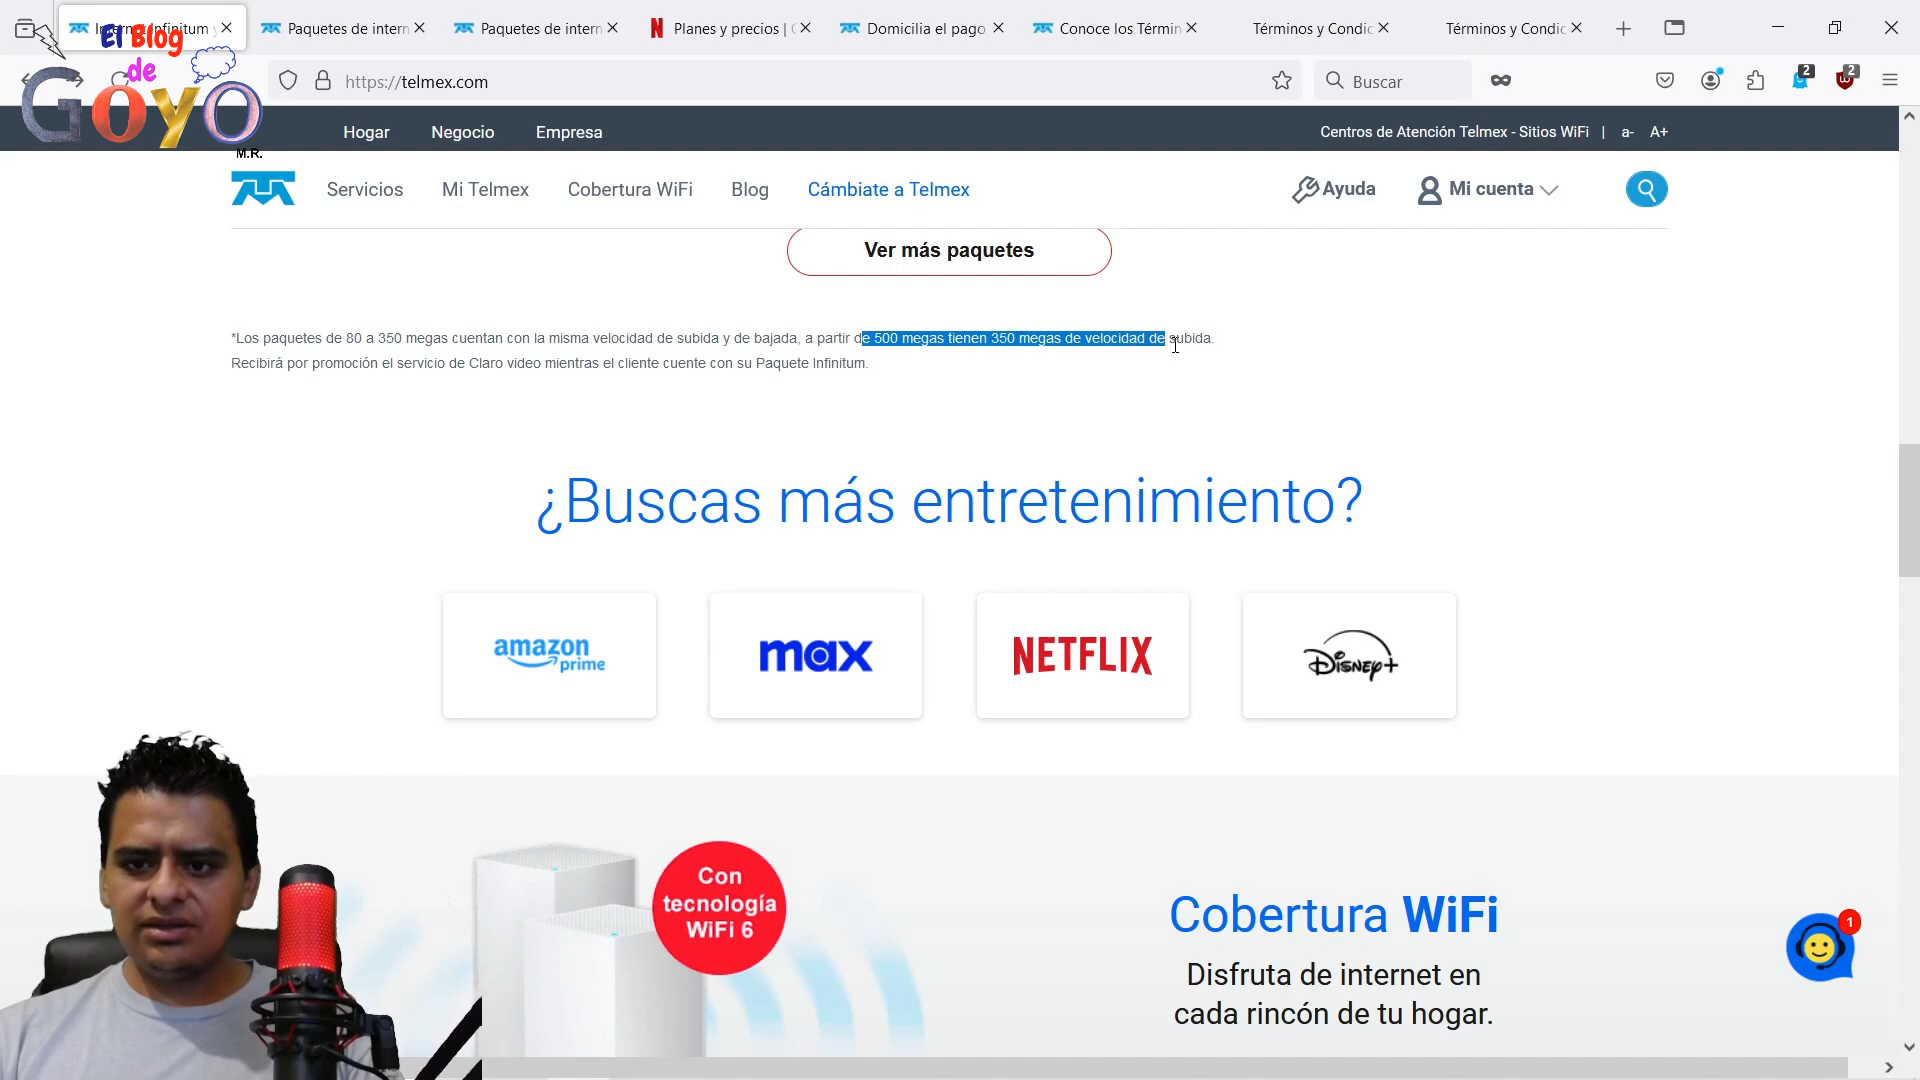 Internet Infinitum y
Paquetes de intern
Paquetes de intern
Planes y precios | C
Domicilia el pago
Conoce los Términ
Términos y Condic
Términos y Condic
El Blog
de
GOYO
M.R.
https://telmex.com
Buscar
2
2
Hogar
Negocio
Empresa
Centros de Atención Telmex - Sitios WiFi | a- A+
Servicios
Mi Telmex
Cobertura WiFi
Blog
Cámbiate a Telmex
Ayuda
Mi cuenta
Ver más paquetes
*Los paquetes de 80 a 350 megas cuentan con la misma velocidad de subida y de bajada, a partir de 500 megas tienen 350 megas de velocidad de subida.
Recibirá por promoción el servicio de Claro video mientras el cliente cuente con su Paquete Infinitum.
¿Buscas más entretenimiento?
amazon
prime
max
NETFLIX
Disney+
Con
tecnología
WiFi 6
Cobertura WiFi
Disfruta de internet en
cada rincón de tu hogar.
1